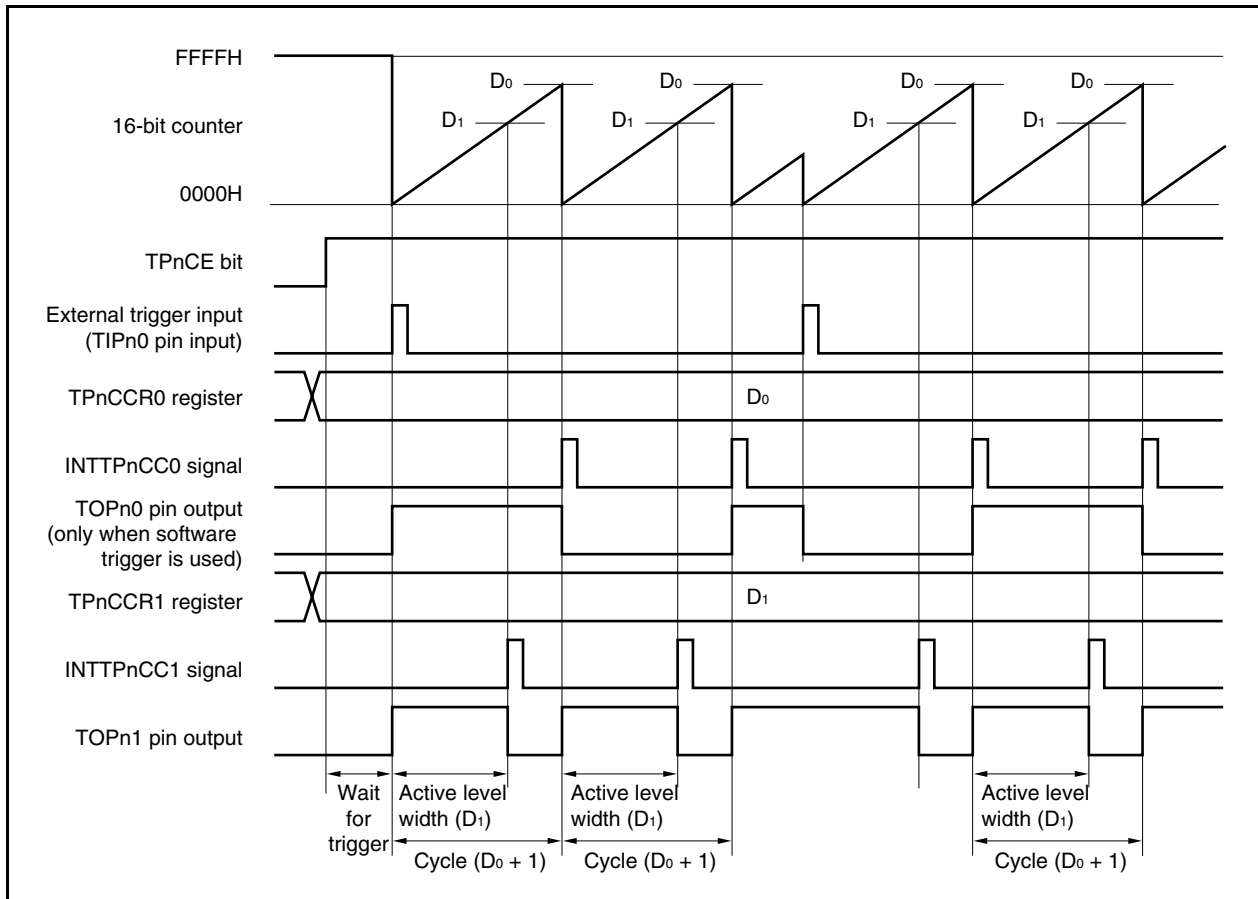 FFFFH
D0 D0 D0 D0
16-bit counter
D1 D1 D1 D1
0000H
TPnCE bit
External trigger input
(TIPn0 pin input)
TPnCCR0 register
D0
INTTPnCC0 signal
TOPn0 pin output
(only when software
trigger is used)
TPnCCR1 register
D1
INTTPnCC1 signal
TOPn1 pin output
Wait
for
trigger
Active level
width (D1)
Cycle (D0 + 1)
Active level
width (D1)
Cycle (D0 + 1)
Active level
width (D1)
Cycle (D0 + 1)